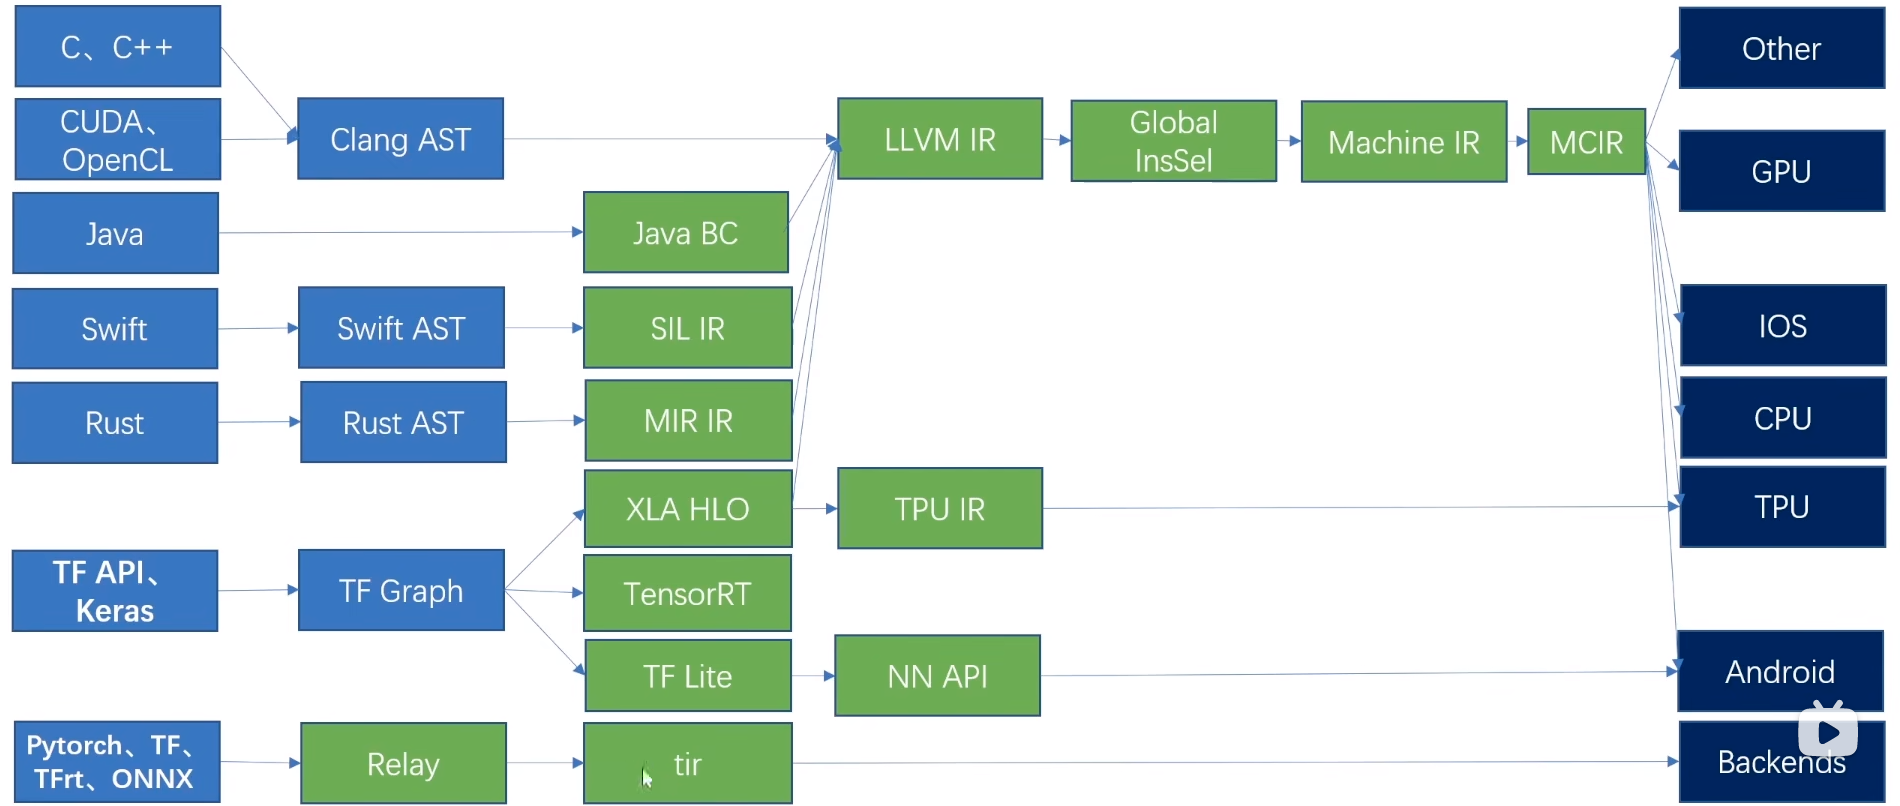 C、C++
CUDA、
OpenCL
Clang AST
LLVM IR
Global
InsSel
Machine IR
MCIR
Other
GPU
Java
Java BC
Swift
Swift AST
SIL IR
IOS
Rust
Rust AST
MIR IR
CPU
XLA HLO
TPU IR
TPU
TF API、
Keras
TF Graph
TensorRT
TF Lite
NN API
Android
Pytorch、TF、
TFrt、ONNX
Relay
tir
Backends